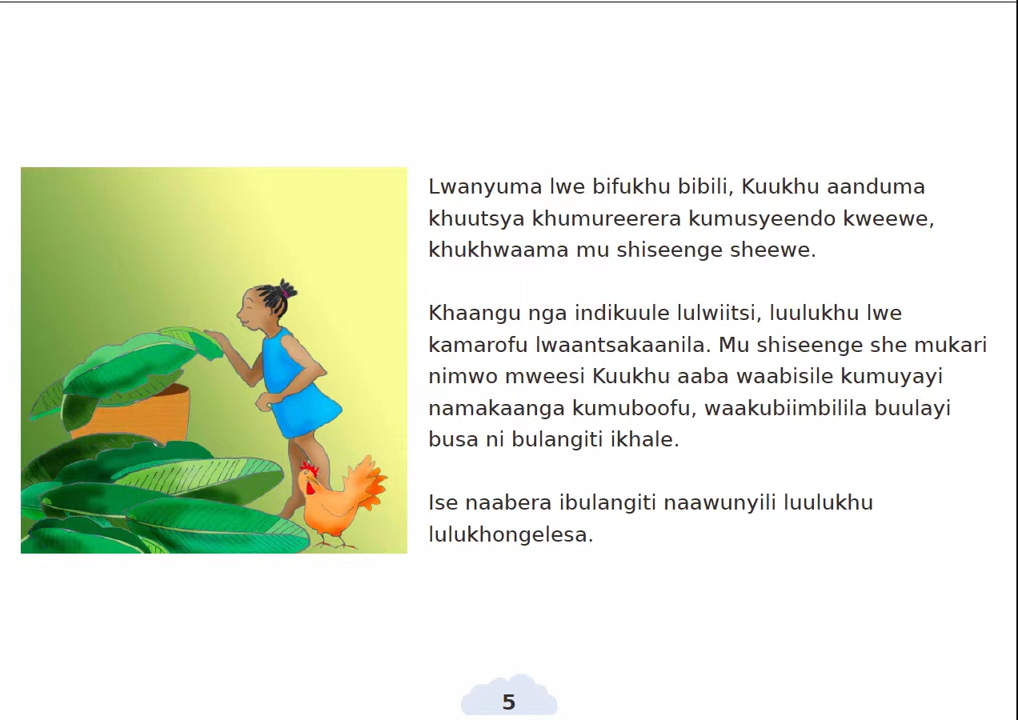 Lwanyuma lwe bifukhu bibili, Kuukhu aanduma
khuutsya khumureerera kumusyeendo kweewe,
khukhwaama mu shiseenge sheewe.
Khaangu nga indikuule lulwiitsi, luulukhu lwe
kamarofu lwaantsakaanila. Mu shiseenge she mukari
nimwo mweesi Kuukhu aaba waabisile kumuyayi
namakaanga kumuboofu, waakubiimbilila buulayi
busa ni bulangiti ikhale.
Ise naabera ibulangiti naawunyili luulukhu
lulukhongelesa.
5